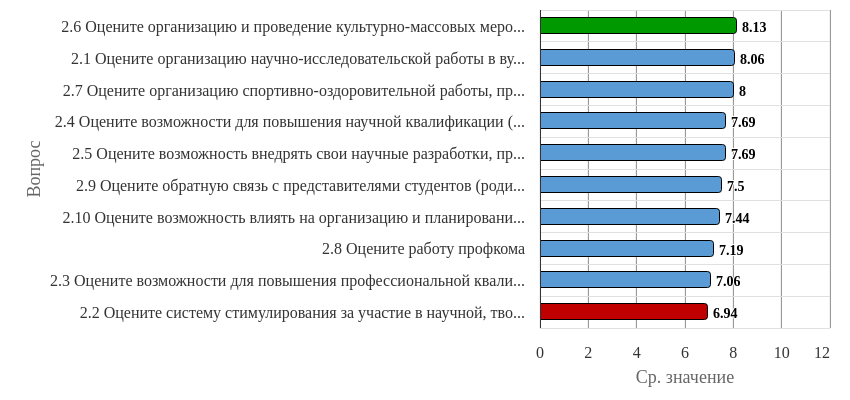 2.6 Оцените организацию и проведение культурно-массовых меро... 8.13
2.1 Оцените организацию научно-исследовательской работы в ву... 8.06
2.7 Оцените организацию спортивно-оздоровительной работы, пр... 8
2.4 Оцените возможности для повышения научной квалификации (... 7.69
2.5 Оцените возможность внедрять свои научные разработки, пр... 7.69
2.9 Оцените обратную связь с представителями студентов (роди... 7.5
2.10 Оцените возможность влиять на организацию и планировани... 7.44
2.8 Оцените работу профкома 7.19
2.3 Оцените возможности для повышения профессиональной квали... 7.06
2.2 Оцените систему стимулирования за участие в научной, тво... 6.94
Вопрос
0 2 4 6 8 10 12
Ср. значение